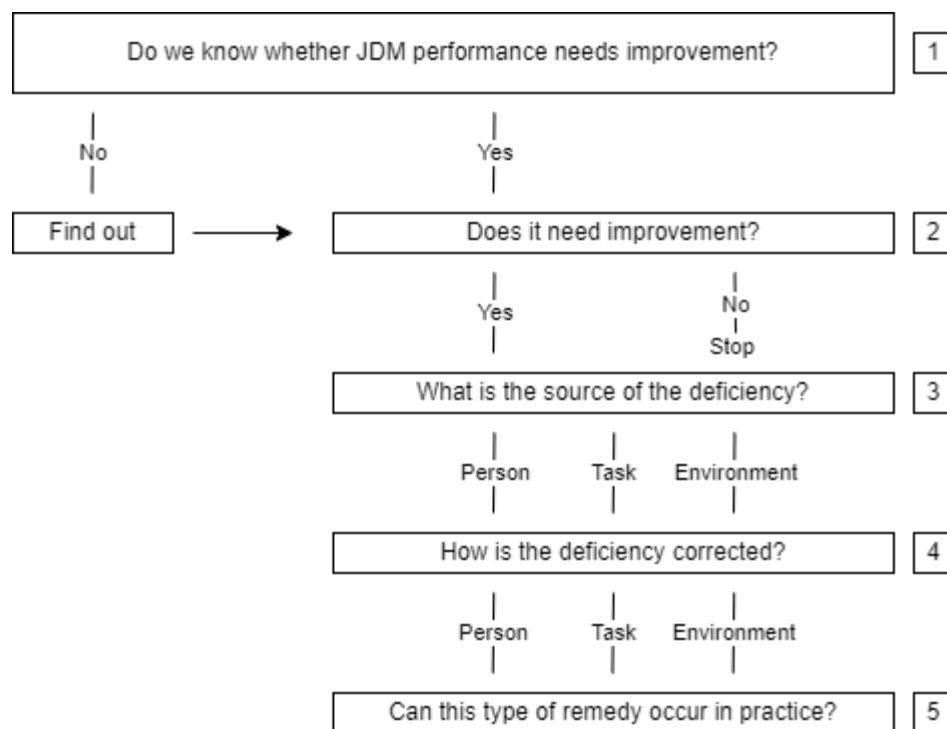 Do we know whether JDM performance needs improvement?
1
No
Yes
Find out
Does it need improvement?
2
Yes
No
Stop
What is the source of the deficiency?
3
Person
Task
Environment
How is the deficiency corrected?
4
Person
Task
Environment
Can this type of remedy occur in practice?
5